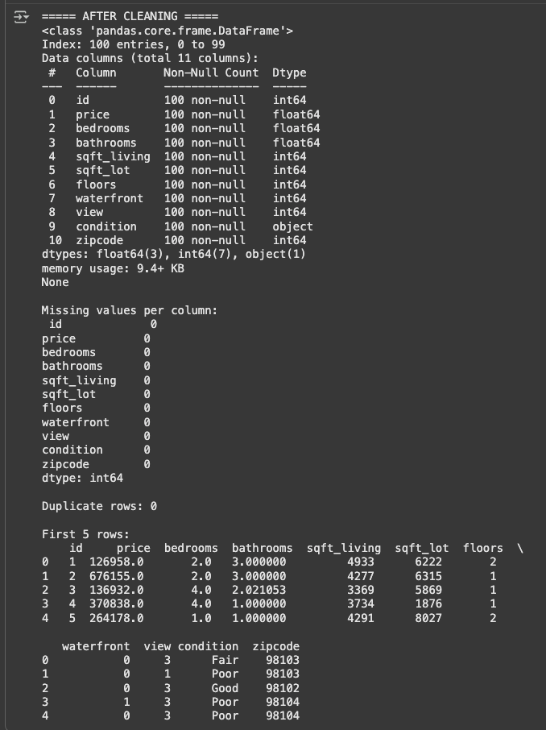 ===== AFTER CLEANING =====
<class 'pandas.core.frame.DataFrame'>
Index: 100 entries, 0 to 99
Data columns (total 11 columns):
 #   Column       Non-Null Count  Dtype
---  ------       --------------  -----
 0   id           100 non-null    int64
 1   price        100 non-null    float64
 2   bedrooms     100 non-null    float64
 3   bathrooms    100 non-null    float64
 4   sqft_living  100 non-null    int64
 5   sqft_lot     100 non-null    int64
 6   floors       100 non-null    int64
 7   waterfront   100 non-null    int64
 8   view         100 non-null    int64
 9   condition    100 non-null    object
 10  zipcode      100 non-null    int64
dtypes: float64(3), int64(7), object(1)
memory usage: 9.4+ KB
None

Missing values per column:
 id             0
price          0
bedrooms       0
bathrooms      0
sqft_living    0
sqft_lot       0
floors         0
waterfront     0
view           0
condition      0
zipcode        0
dtype: int64

Duplicate rows: 0

First 5 rows:
   id     price  bedrooms  bathrooms  sqft_living  sqft_lot  floors  \
0   1  126958.0       2.0   3.000000         4933      6222       2
1   2  676155.0       2.0   3.000000         4277      6315       1
2   3  136932.0       4.0   2.021053         3369      5869       1
3   4  370838.0       4.0   1.000000         3734      1876       1
4   5  264178.0       1.0   1.000000         4291      8027       2

   waterfront  view condition  zipcode
0           0     3      Fair    98103
1           0     1      Poor    98103
2           0     3      Good    98102
3           1     3      Poor    98104
4           0     3      Poor    98104